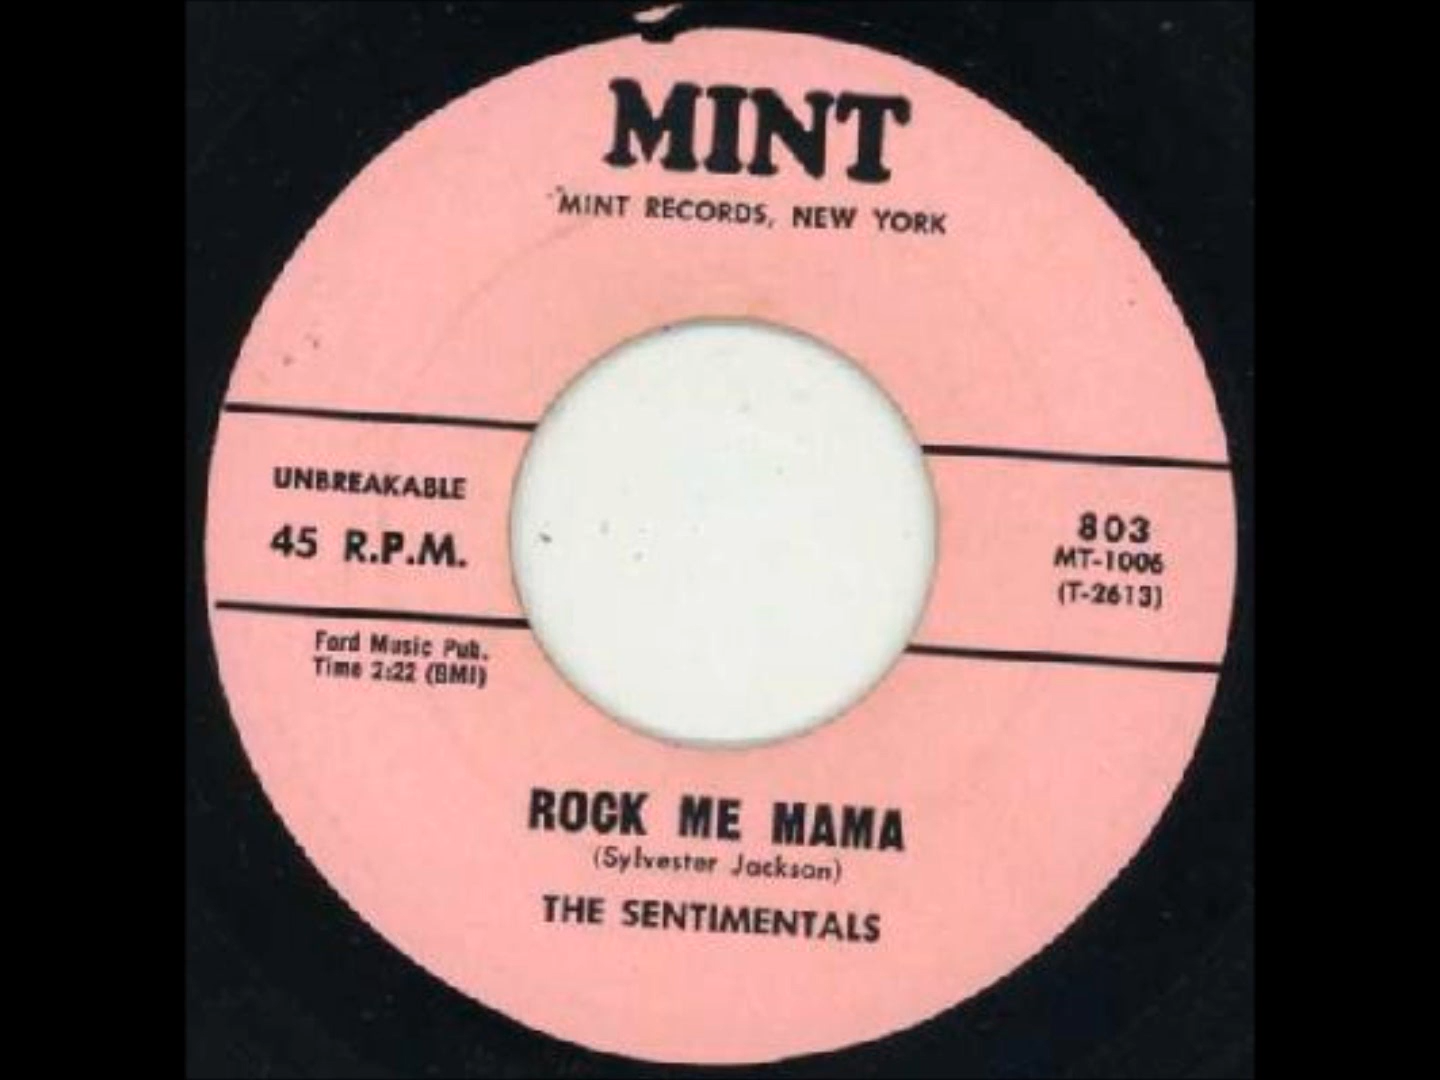 MINT
MINT RECORDS, NEW YORK
UNBREAKABLE
45 R.P.M.
803
MT-1006
(T-2613)
Ford Music Pub.
Time 2:22 (BMI)
ROCK ME MAMA
(Sylvester Jackson)
THE SENTIMENTALS